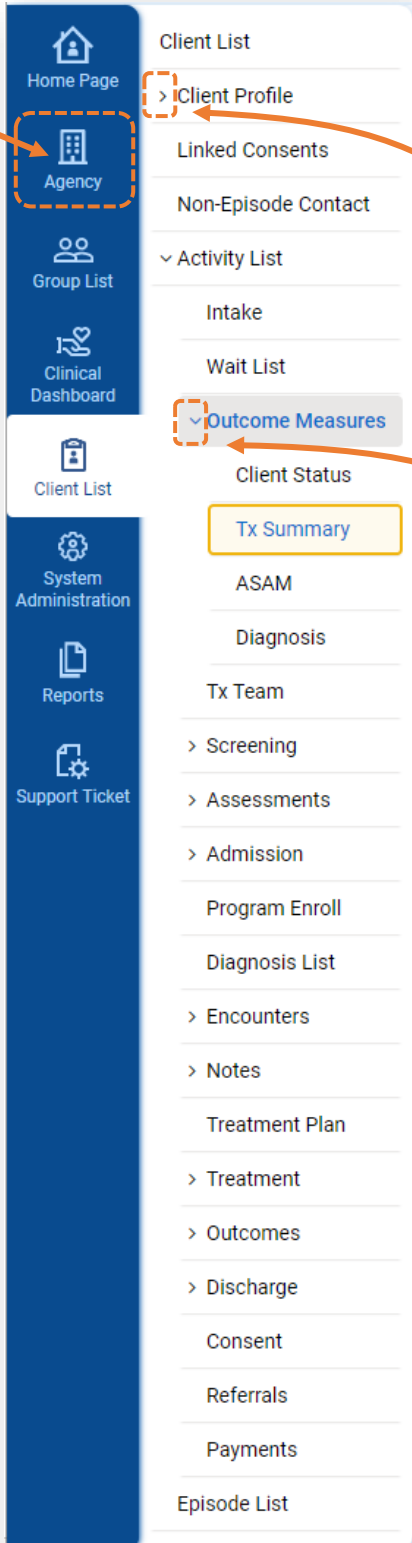 Home Page
Agency
Group List
Clinical
Dashboard
Client List
System
Administration
Reports
Support Ticket
Client List
Client Profile
Linked Consents
Non-Episode Contact
Activity List
Intake
Wait List
Outcome Measures
Client Status
Tx Summary
ASAM
Diagnosis
Tx Team
Screening
Assessments
Admission
Program Enroll
Diagnosis List
Encounters
Notes
Treatment Plan
Treatment
Outcomes
Discharge
Consent
Referrals
Payments
Episode List